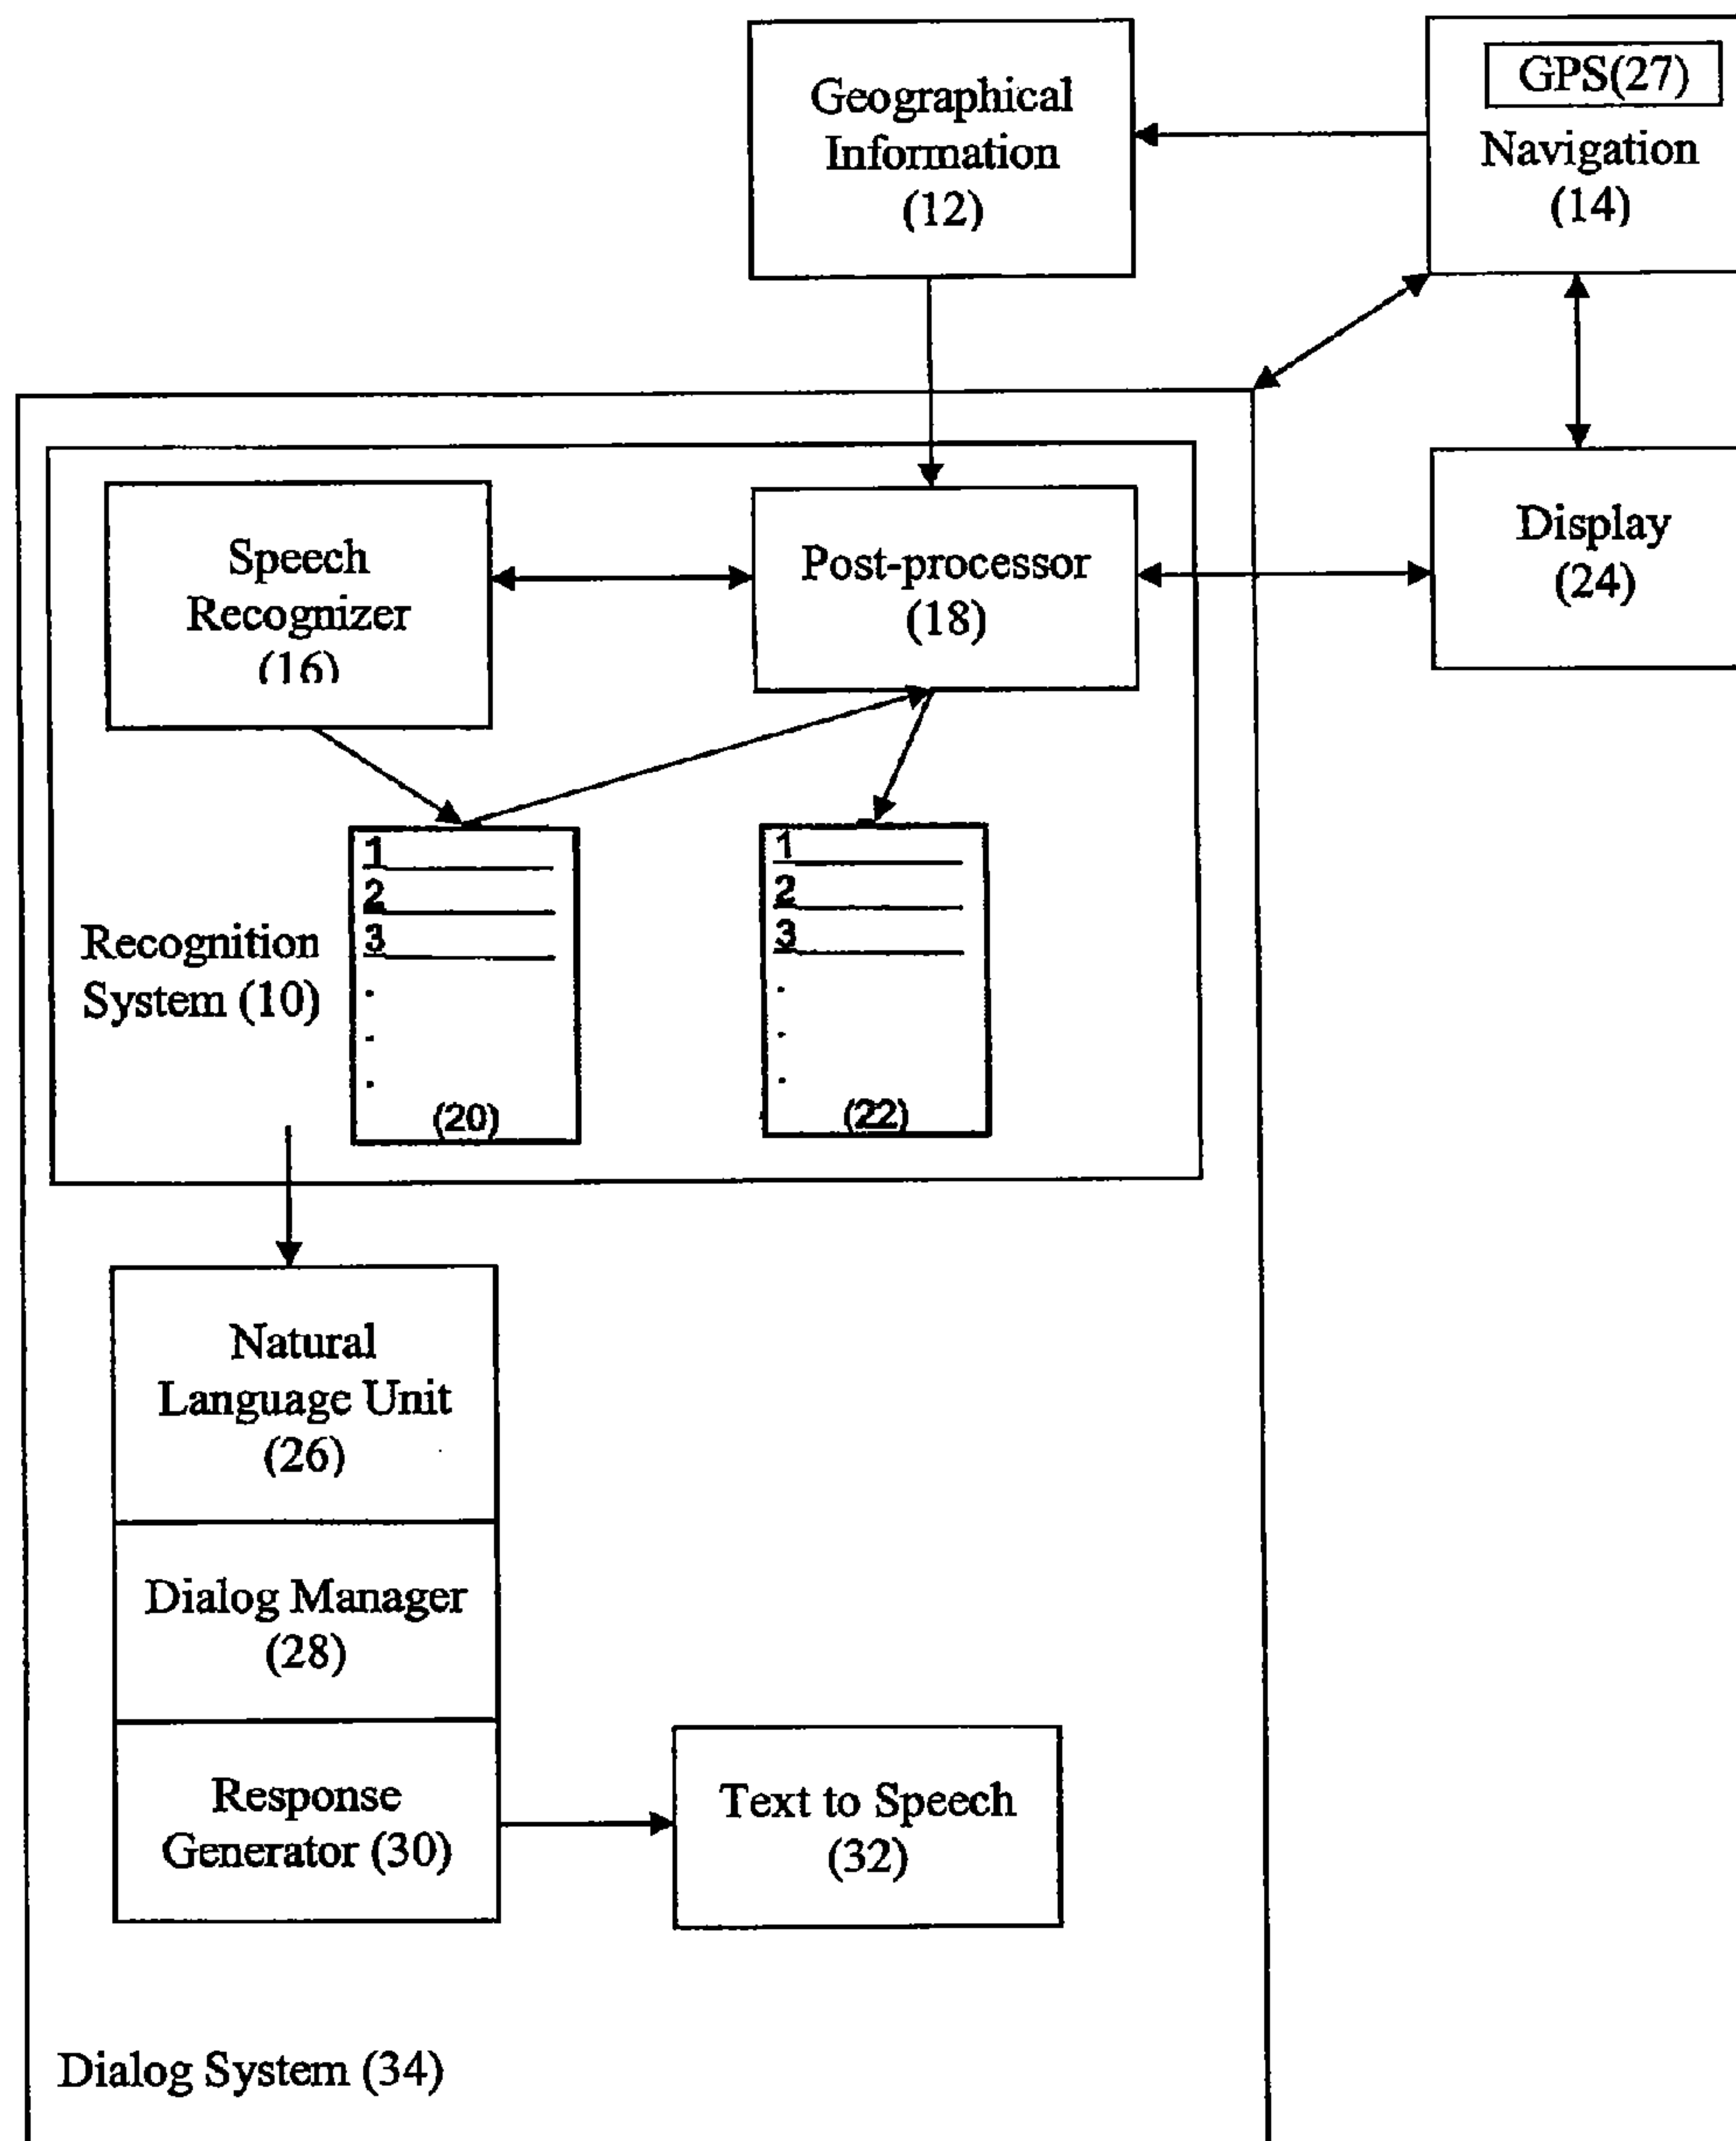 Geographical
Information
(12)
GPS(27)
Navigation
(14)
Speech
Recognizer
(16)
Post-processor
(18)
Display
(24)
1
2
3
.
.
.
(20)
1
2
3
.
.
.
(22)
Recognition
System (10)
Natural
Language Unit
(26)
Dialog Manager
(28)
Response
Generator (30)
Text to Speech
(32)
Dialog System (34)